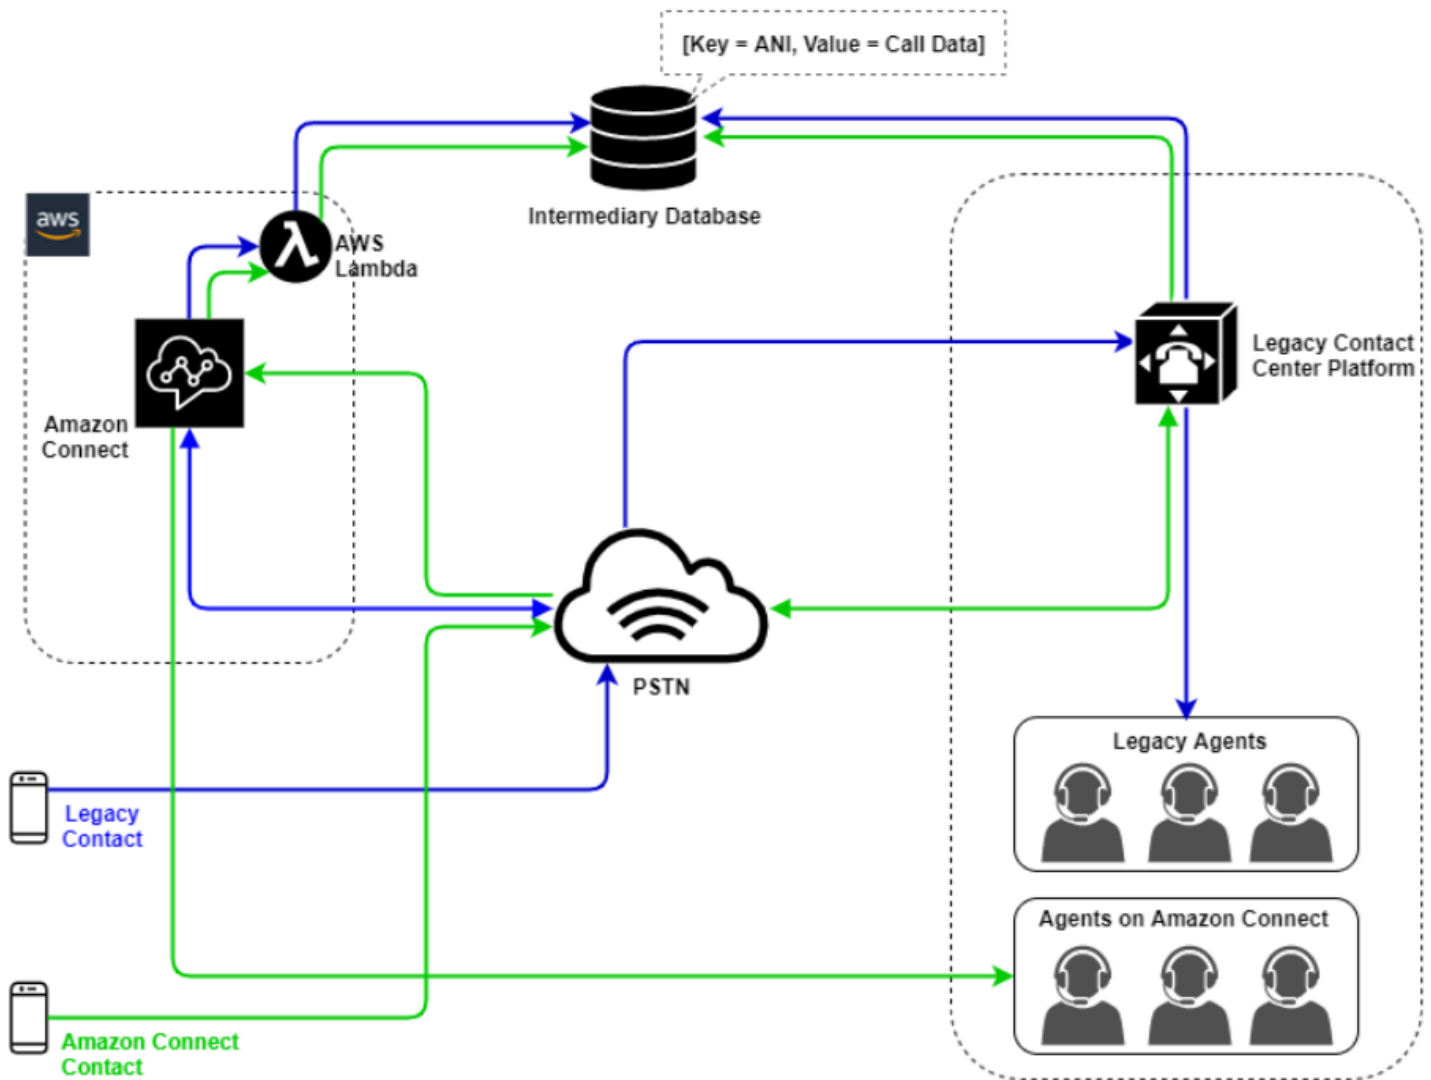 [Key = ANI, Value = Call Data]
Intermediary Database
aws
AWS
Lambda
Amazon
Connect
Legacy Contact
Center Platform
PSTN
Legacy Agents
Legacy
Contact
Agents on Amazon Connect
Amazon Connect
Contact